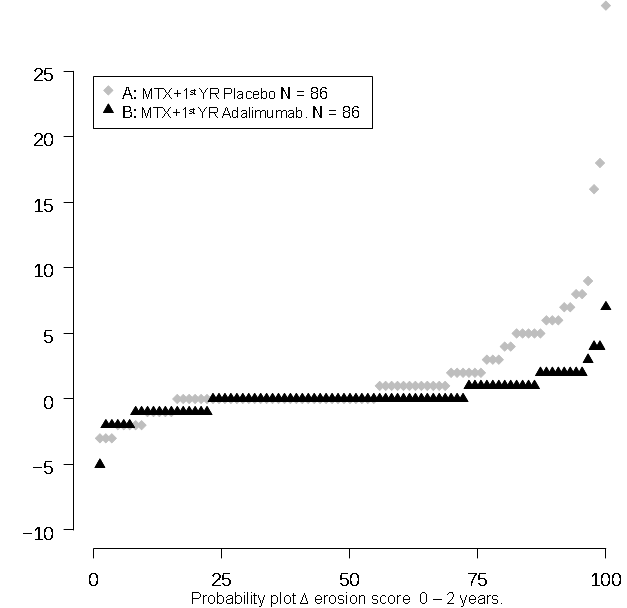 25
A: MTX+1st YR Placebo N = 86
B: MTX+1st YR Adalimumab. N = 86
20
15
10
5
0
−5
−10
0 25 50 75 100
Probability plot Δ erosion score 0 – 2 years.